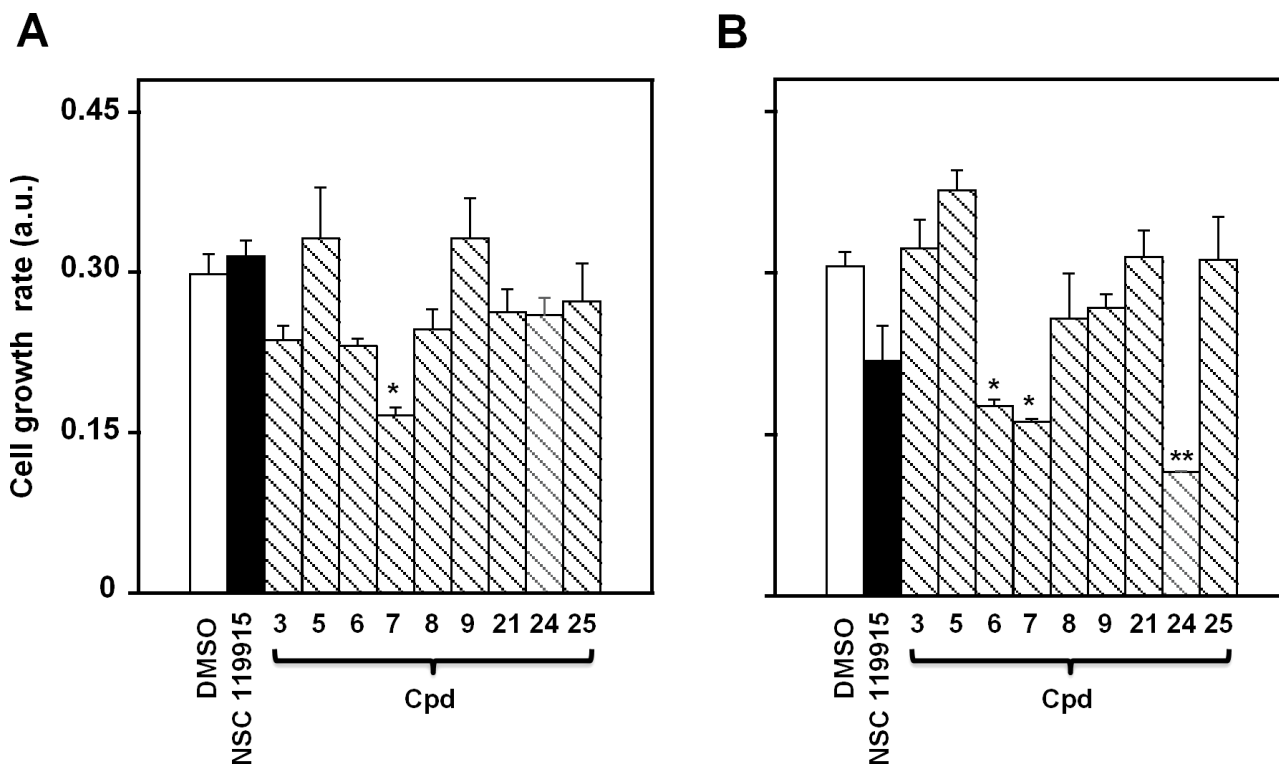 A
Cell growth rate (a.u.)
0.45
0.30
0.15
0
*
DMSO
NSC 119915
3 5 6 7 8 9 21 24 25
Cpd
B
* * **
DMSO
NSC 119915
3 5 6 7 8 9 21 24 25
Cpd